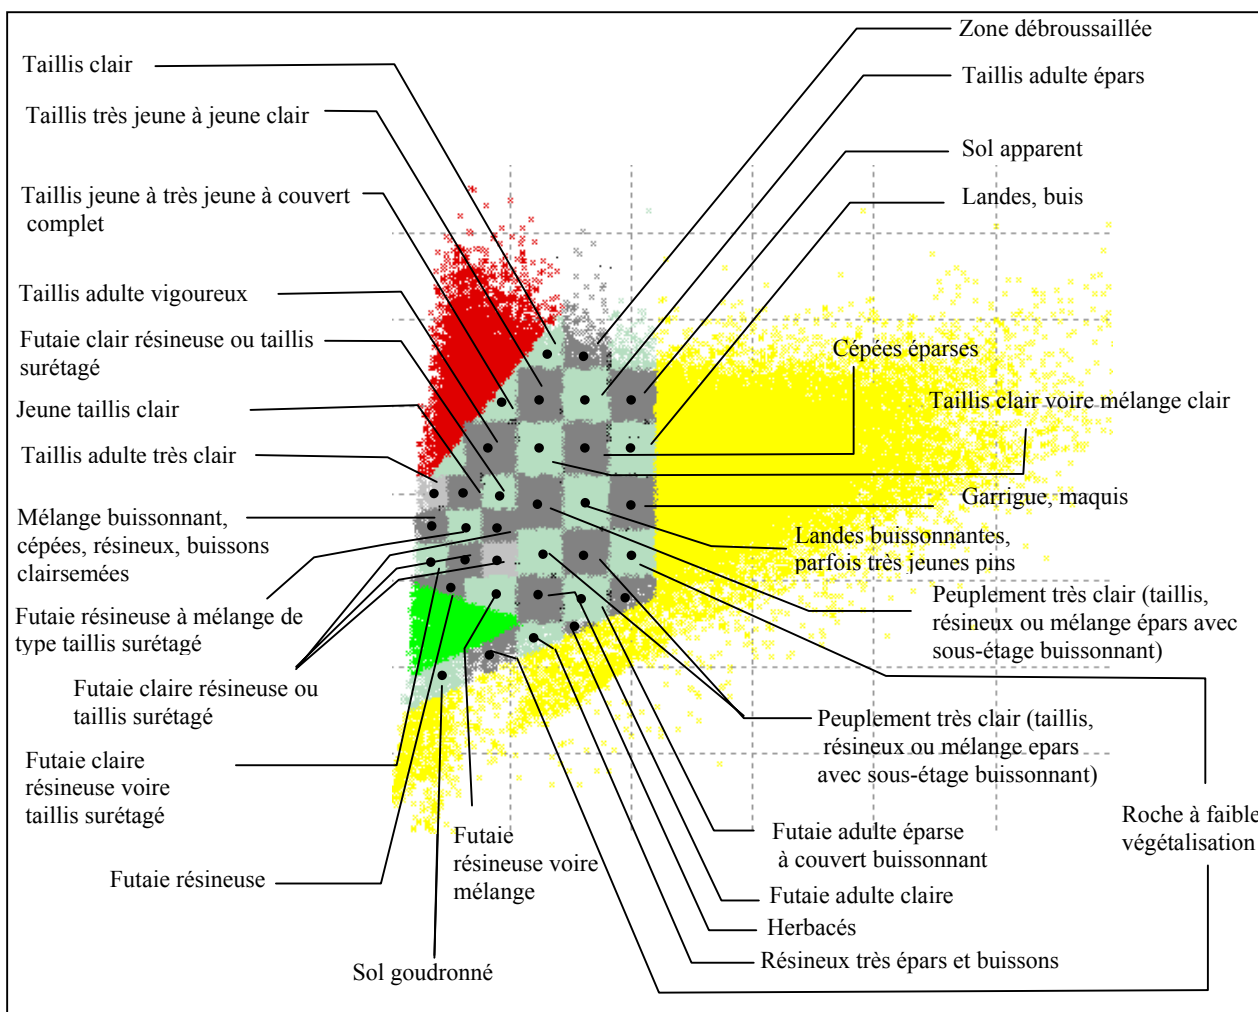 Zone débroussaillée
Taillis clair
Taillis adulte épars
Taillis très jeune à jeune clair
Sol apparent
Taillis jeune à très jeune à couvert
complet
Landes, buis
Taillis adulte vigoureux
Futaie clair résineuse ou taillis
surétagé
Cépées éparses
Jeune taillis clair
Taillis clair voire mélange clair
Taillis adulte très clair
Garrigue, maquis
Mélange buissonnant,
cépées, résineux, buissons
clairsemées
Landes buissonnantes,
parfois très jeunes pins
Futaie résineuse à mélange de
type taillis surétagé
Peuplement très clair (taillis,
résineux ou mélange épars avec
sous-étage buissonnant)
Futaie claire résineuse ou
taillis surétagé
Peuplement très clair (taillis,
résineux ou mélange epars
avec sous-étage buissonnant)
Futaie claire
résineuse voire
taillis surétagé
Roche à faible
végétalisation
Futaie
résineuse voire
mélange
Futaie adulte éparse
à couvert buissonnant
Futaie résineuse
Futaie adulte claire
Herbacés
Résineux très épars et buissons
Sol goudronné